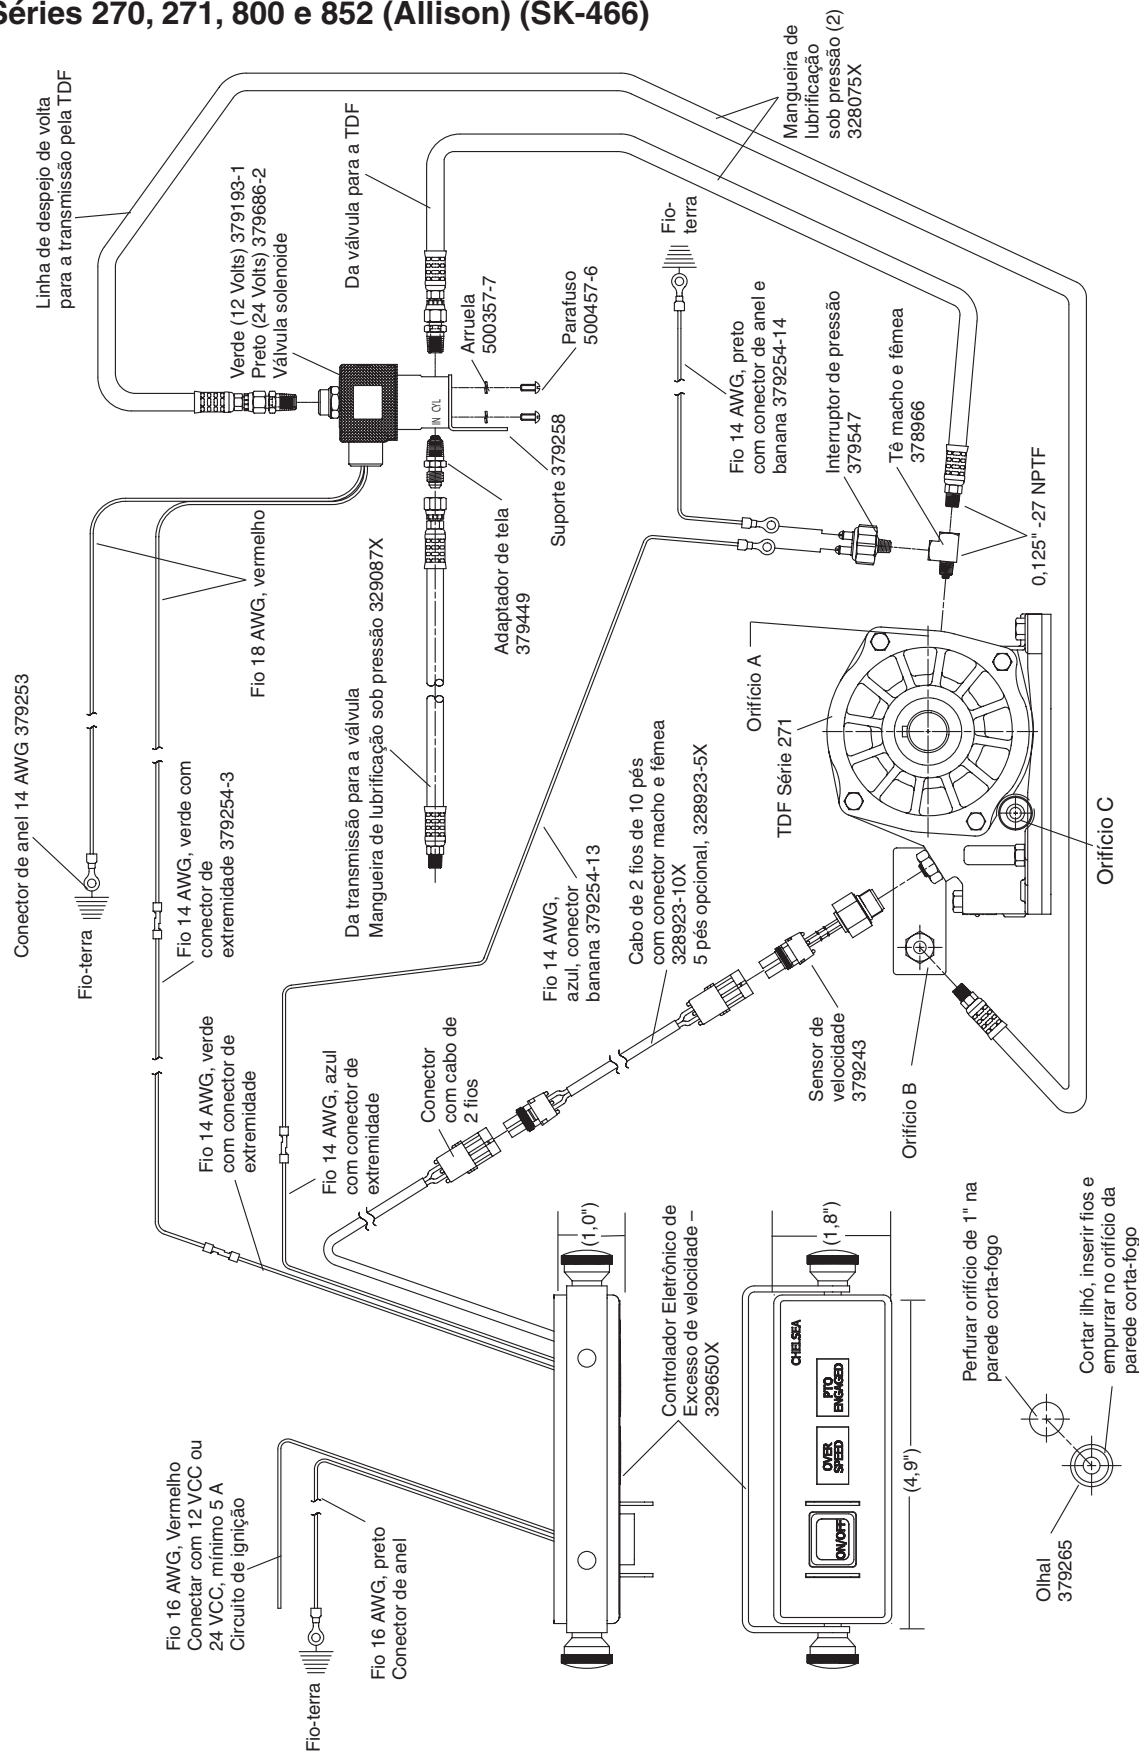 Séries 270, 271, 800 e 852 (Allison) (SK-466)
Linha de despejo de volta
para a transmissão pela TDF
Verde (12 Volts) 379193-1
Preto (24 Volts) 379686-2
Válvula solenoide
Da válvula para a TDF
Mangueira de
lubrificação
sob pressão (2)
328075X
Arruela
500357-7
Parafuso
500457-6
IN CYL
Suporte 379258
Adaptador de tela
379449
Fio-
terra
Fio 14 AWG, preto
com conector de anel e
banana 379254-14
Interruptor de pressão
379547
Tê macho e fêmea
378966
0,125" -27 NPTF
Conector de anel 14 AWG 379253
Fio-terra
Fio 18 AWG, vermelho
Fio 14 AWG, verde com
conector de
extremidade 379254-3
Da transmissão para a válvula
Mangueira de lubrificação sob pressão 329087X
Fio 14 AWG,
azul, conector
banana 379254-13
Cabo de 2 fios de 10 pés
com conector macho e fêmea
328923-10X
5 pés opcional, 328923-5X
Orifício A
TDF Série 271
Orifício C
Fio 14 AWG, verde
com conector de
extremidade
Fio 14 AWG, azul
com conector de
extremidade
Conector
com cabo de
2 fios
Sensor de
velocidade
379243
Orifício B
Fio 16 AWG, Vermelho
Conectar com 12 VCC ou
24 VCC, mínimo 5 A
Circuito de ignição
Fio-terra
Fio 16 AWG, preto
Conector de anel
(1,0")
Controlador Eletrônico de
Excesso de velocidade –
329650X
(1,8")
CHELSEA
PTO
ENGAGED
OVER
SPEED
ON/OFF
(4,9")
Perfurar orifício de 1" na
parede corta-fogo
Olhal
379265
Cortar ilhó, inserir fios e
empurrar no orifício da
parede corta-fogo